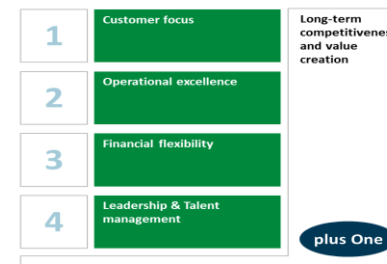 1
Customer focus
2
Operational excellence
3
Financial flexibility
4
Leadership & Talent
management
Long-term
competitivenes
and value
creation
plus One